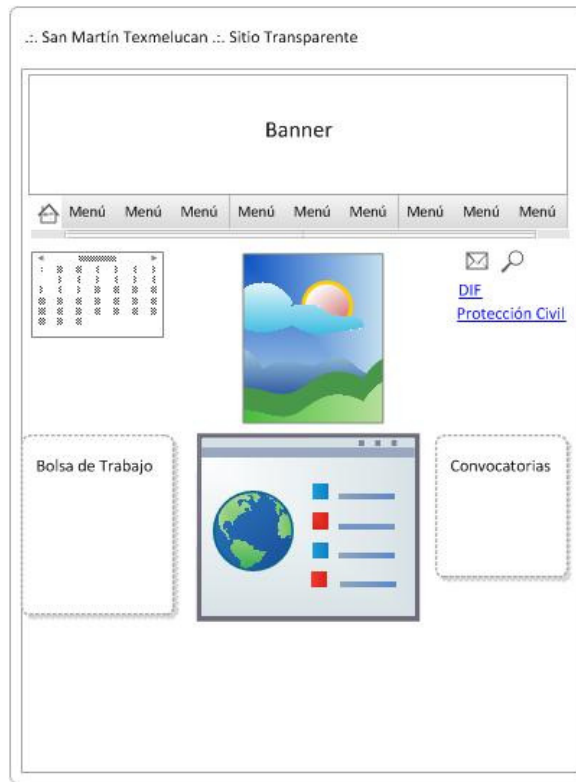 .:. San Martín Texmelucan .:. Sitio Transparente
Banner
Menú Menú Menú Menú Menú Menú Menú Menú Menú
DIF
Protección Civil
Bolsa de Trabajo
Convocatorias